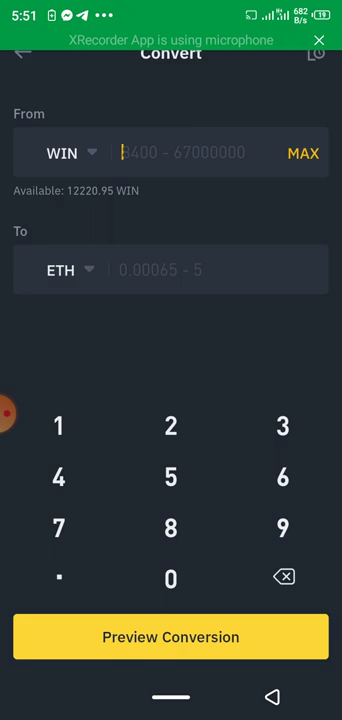 5:51 ••• 682 B/s 19
XRecorder App is using microphone
Convert
From
WIN 8400 - 67000000 MAX
Available: 12220.95 WIN
To
ETH 0.00065 - 5
1 2 3
4 5 6
7 8 9
. 0
Preview Conversion